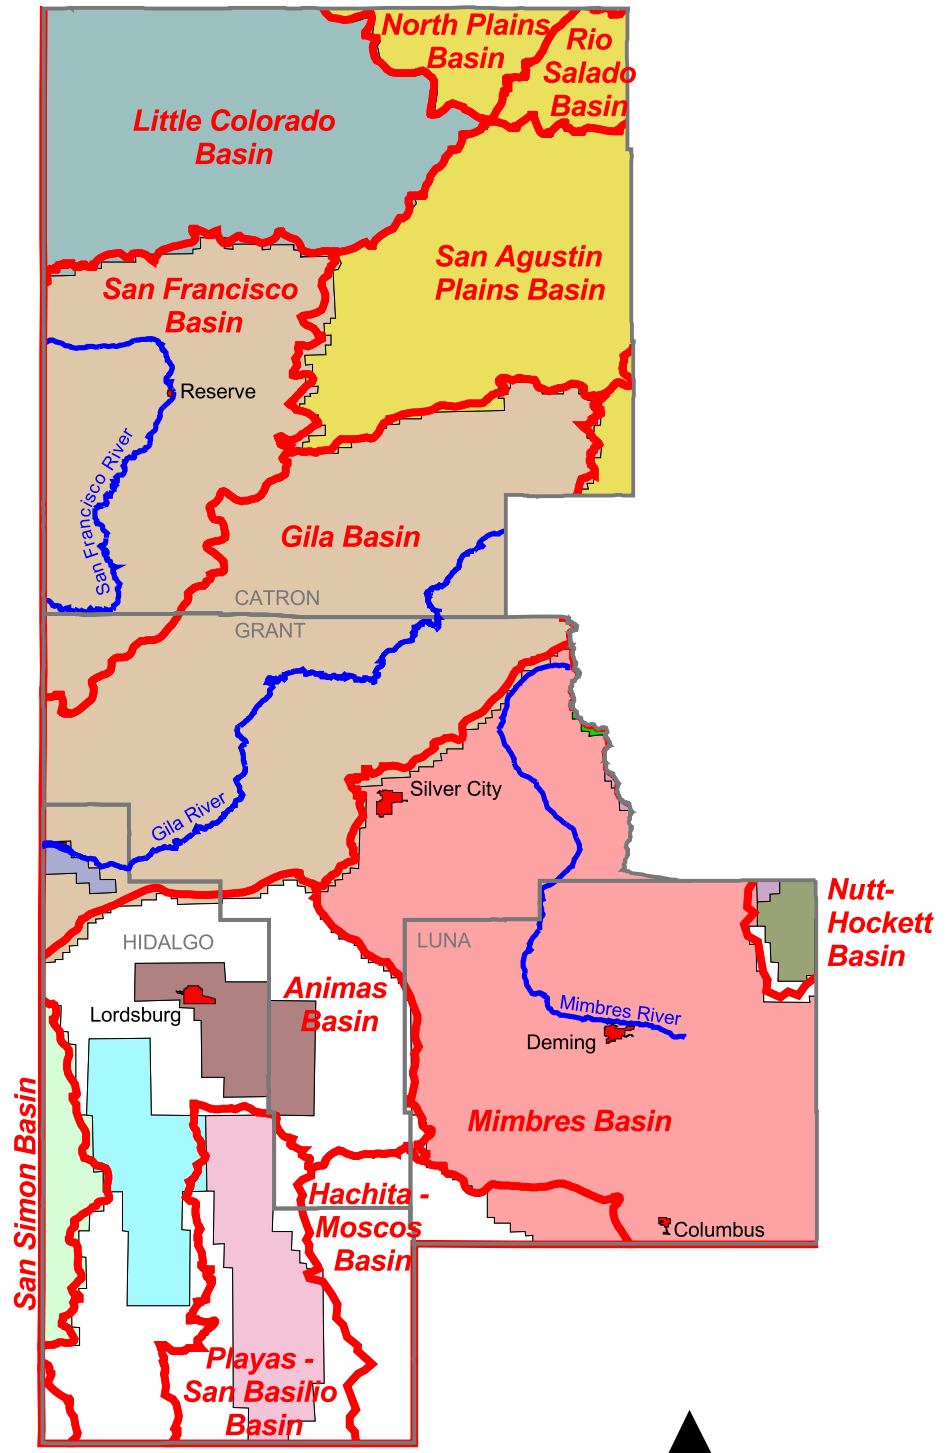 North Plains
Basin
Rio
Salado
Basin
Little Colorado
Basin
San Agustin
Plains Basin
San Francisco
Basin
Reserve
San Francisco River
Gila Basin
CATRON
GRANT
Silver City
Gila River
Nutt-
Hockett
Basin
HIDALGO
LUNA
Animas
Basin
Lordsburg
Mimbres River
Deming
San Simon Basin
Mimbres Basin
Hachita -
Moscos
Basin
Columbus
Playas -
San Basilio
Basin